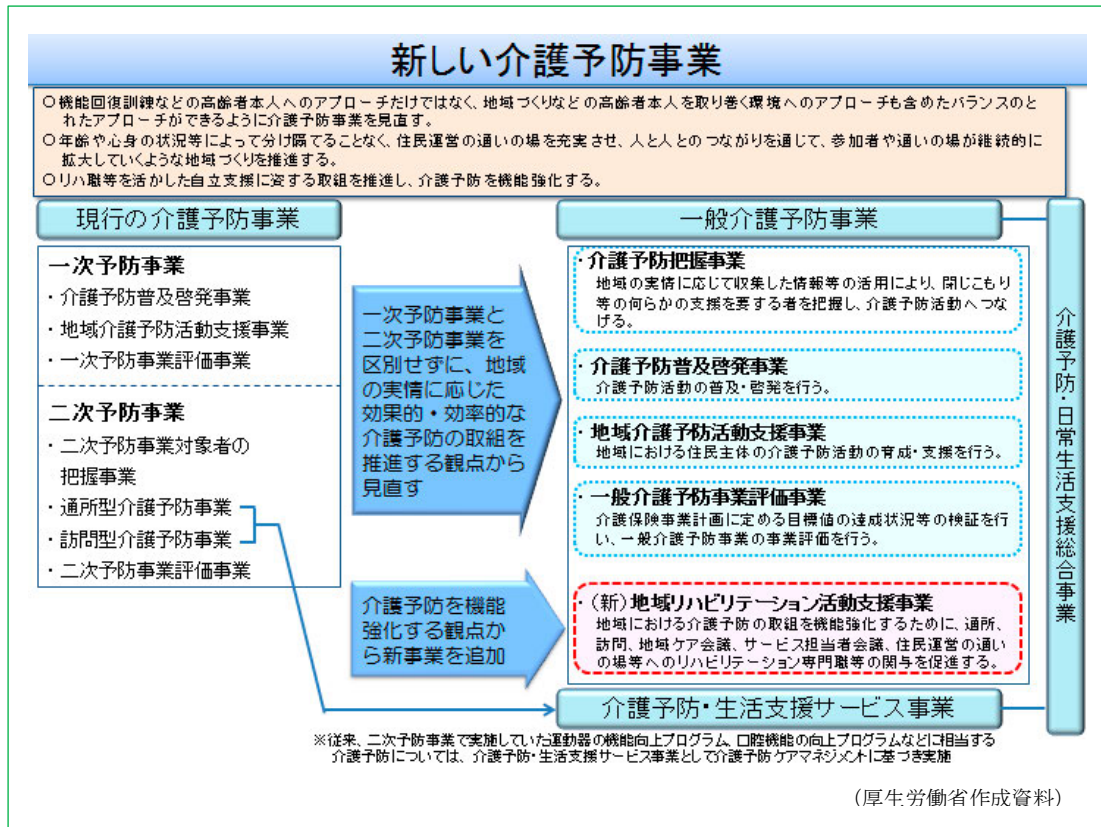 新しい介護予防事業
○機能回復訓練などの高齢者本人へのアプローチだけではなく、地域づくりなどの高齢者本人を取り巻く環境へのアプローチも含めたバランスのと
れたアプローチができるように介護予防事業を見直す。
○年齢や心身の状況等によって分け隔てることなく、住民運営の通いの場を充実させ、人と人とのつながりを通じて、参加者や通いの場が継続的に
拡大していくような地域づくりを推進する。
○リハ職等を活かした自立支援に資する取組を推進し、介護予防を機能強化する。
現行の介護予防事業
一次予防事業
・介護予防普及啓発事業
・地域介護予防活動支援事業
・一次予防事業評価事業
二次予防事業
・二次予防事業対象者の
把握事業
・通所型介護予防事業
・訪問型介護予防事業
・二次予防事業評価事業
一次予防事業と
二次予防事業を
区別せずに、地域
の実情に応じた
効果的・効率的な
介護予防の取組を
推進する観点から
見直す
介護予防を機能
強化する観点か
ら新事業を追加
一般介護予防事業
・介護予防把握事業
地域の実情に応じて収集した情報等の活用により、閉じこもり
等の何らかの支援を要する者を把握し、介護予防活動へつな
げる。
・介護予防普及啓発事業
介護予防活動の普及・啓発を行う。
・地域介護予防活動支援事業
地域における住民主体の介護予防活動の育成・支援を行う。
・一般介護予防事業評価事業
介護保険事業計画に定める目標値の達成状況等の検証を行
い、一般介護予防事業の事業評価を行う。
・（新）地域リハビリテーション活動支援事業
地域における介護予防の取組を機能強化するために、通所、
訪問、地域ケア会議、サービス担当者会議、住民運営の通い
の場等へのリハビリテーション専門職等の関与を促進する。
介護予防・生活支援サービス事業
介護予防・日常生活支援総合事業
※従来、二次予防事業で実施していた運動器の機能向上プログラム、口腔機能の向上プログラムなどに相当する
介護予防については、介護予防・生活支援サービス事業として介護予防ケアマネジメントに基づき実施
（厚生労働省作成資料）